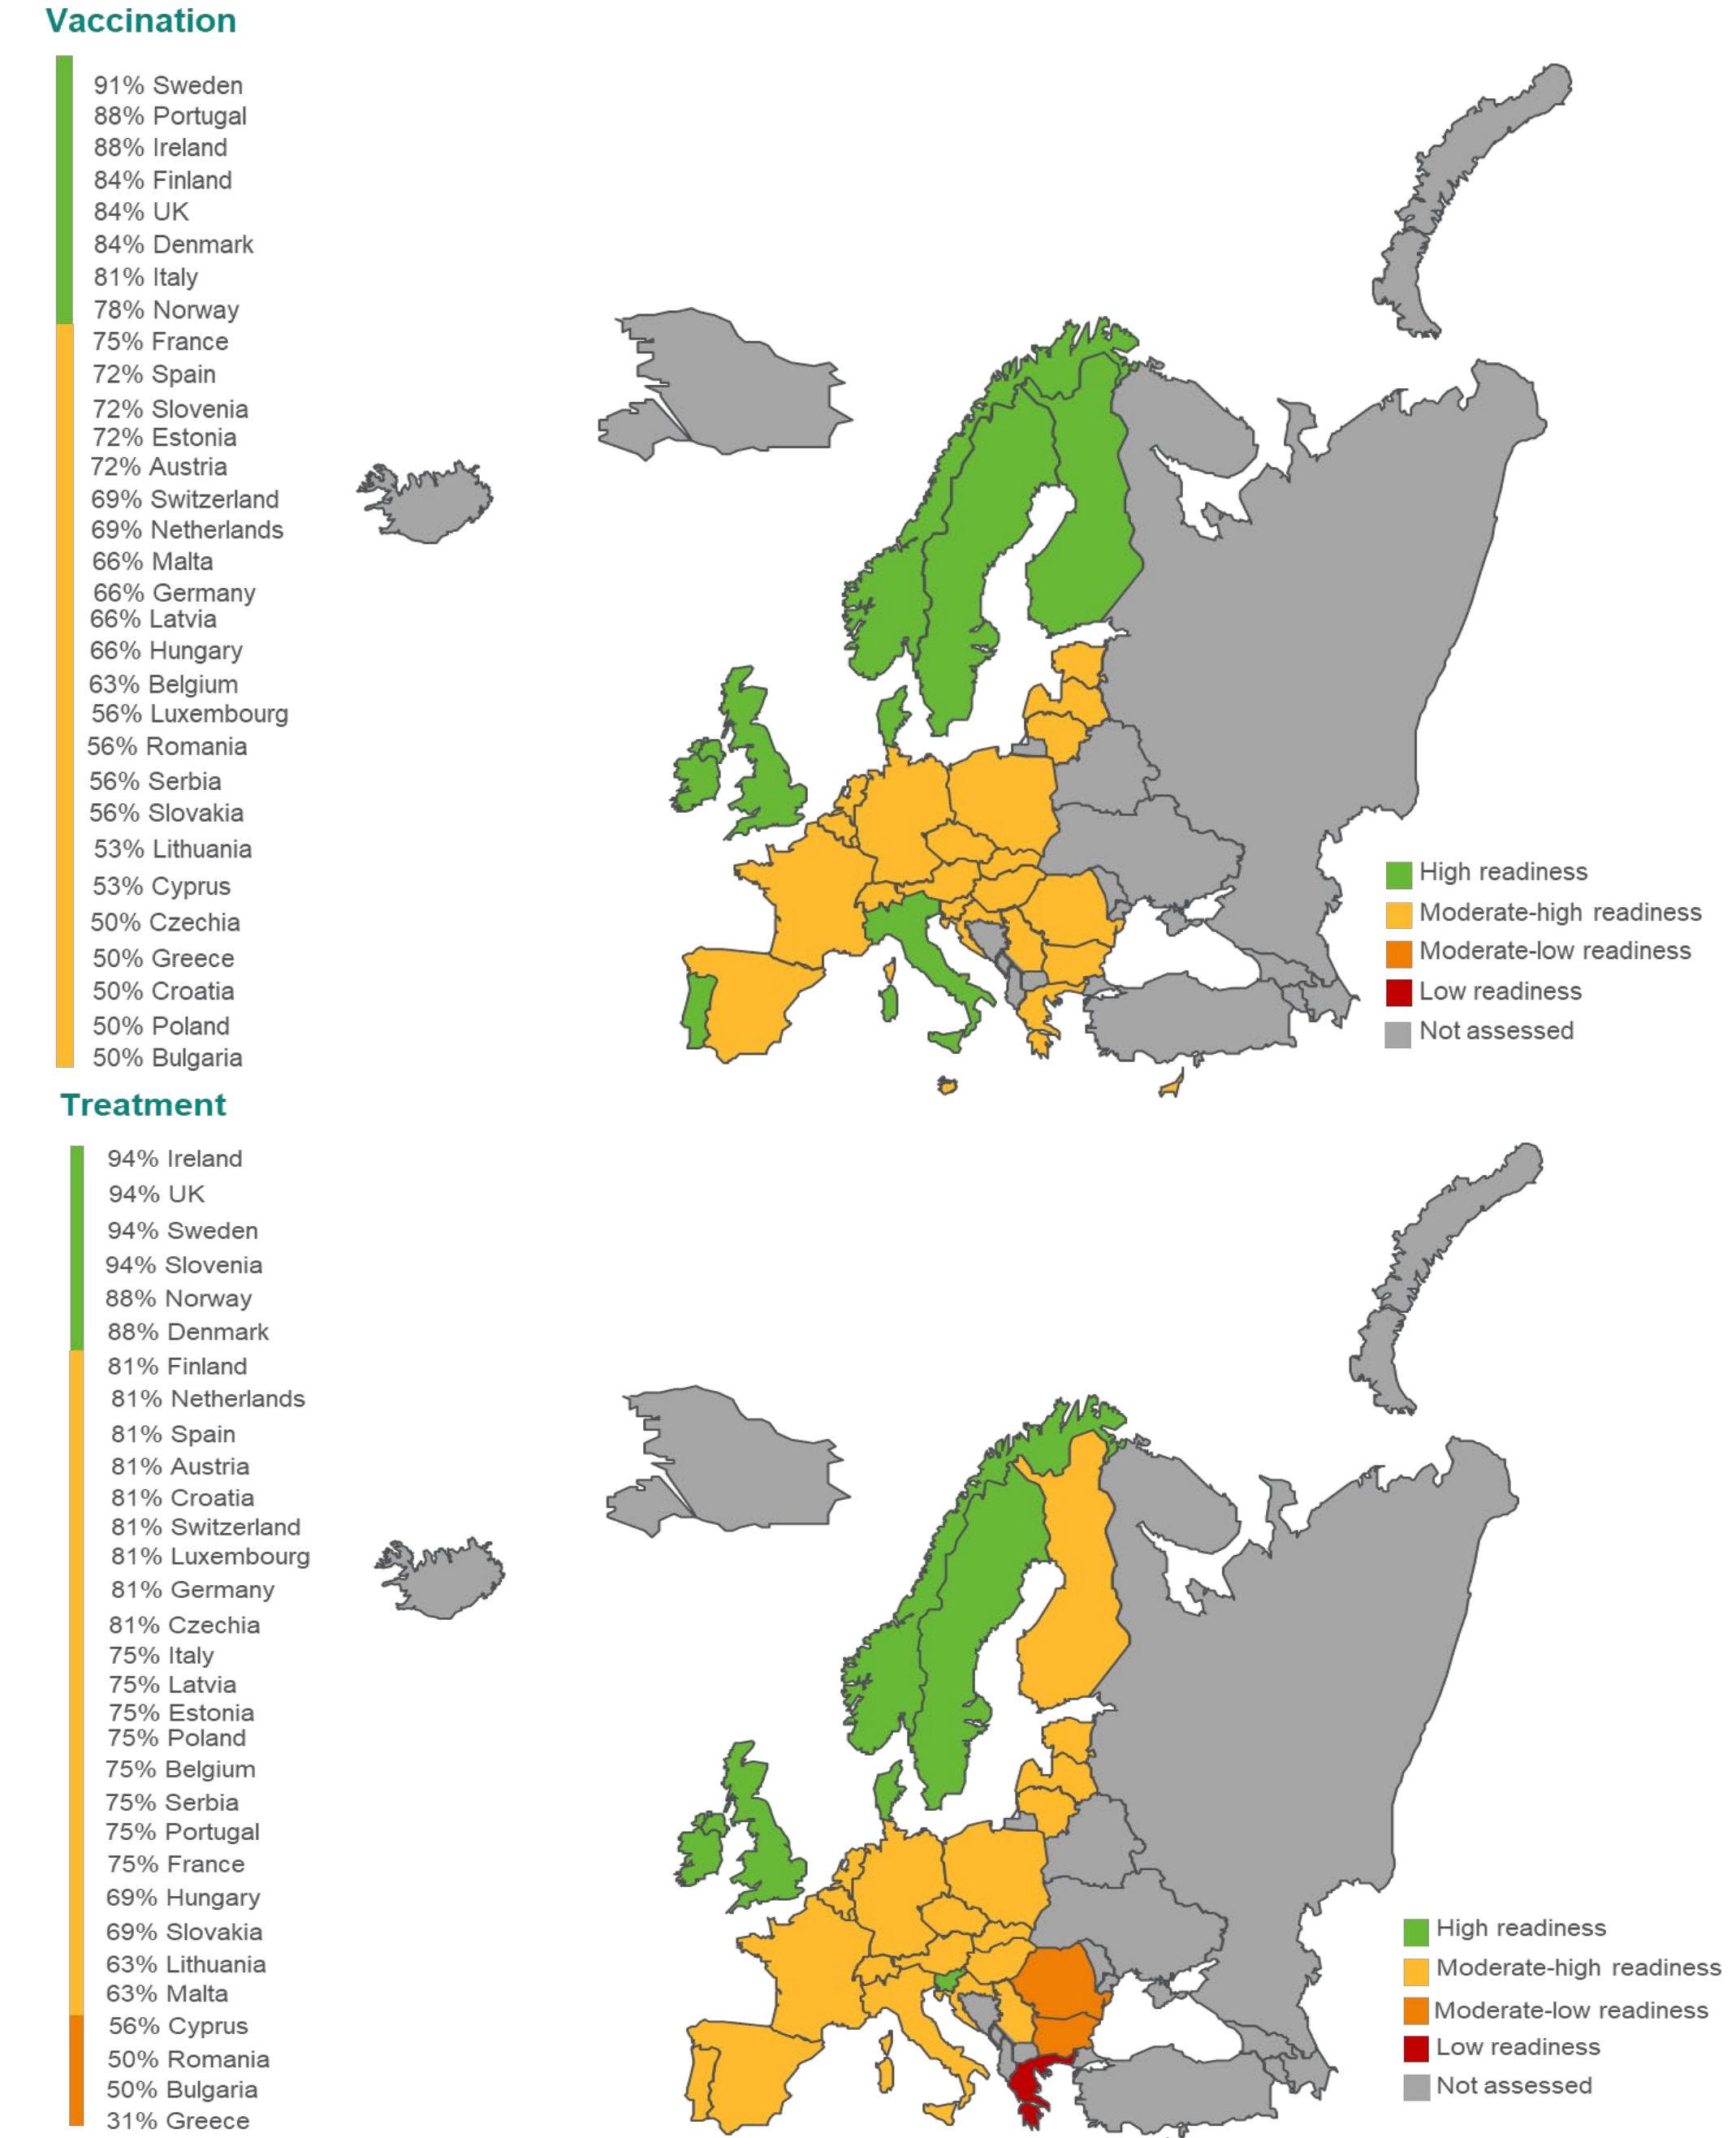 Vaccination
91% Sweden
88% Portugal
88% Ireland
84% Finland
84% UK
84% Denmark
81% Italy
78% Norway
75% France
72% Spain
72% Slovenia
72% Estonia
72% Austria
69% Switzerland
69% Netherlands
66% Malta
66% Germany
66% Latvia
66% Hungary
63% Belgium
56% Luxembourg
56% Romania
56% Serbia
56% Slovakia
53% Lithuania
53% Cyprus
50% Czechia
50% Greece
50% Croatia
50% Poland
50% Bulgaria
High readiness
Moderate-high readiness
Moderate-low readiness
Low readiness
Not assessed
Treatment
94% Ireland
94% UK
94% Sweden
94% Slovenia
88% Norway
88% Denmark
81% Finland
81% Netherlands
81% Spain
81% Austria
81% Croatia
81% Switzerland
81% Luxembourg
81% Germany
81% Czechia
75% Italy
75% Latvia
75% Estonia
75% Poland
75% Belgium
75% Serbia
75% Portugal
75% France
69% Hungary
69% Slovakia
63% Lithuania
63% Malta
56% Cyprus
50% Romania
50% Bulgaria
31% Greece
High readiness
Moderate-high readiness
Moderate-low readiness
Low readiness
Not assessed